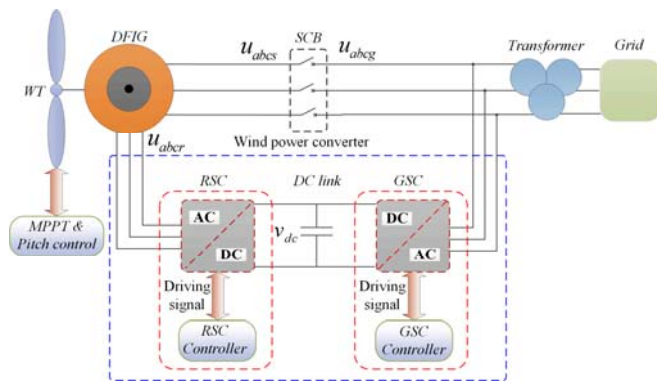 DFIG
SCB
u_abcs
u_abcg
Transformer
Grid
WT
Wind power converter
u_abcr
RSC
DC link
GSC
AC
DC
v_dc
DC
AC
MPPT &
Pitch control
Driving
signal
Driving
signal
RSC
Controller
GSC
Controller